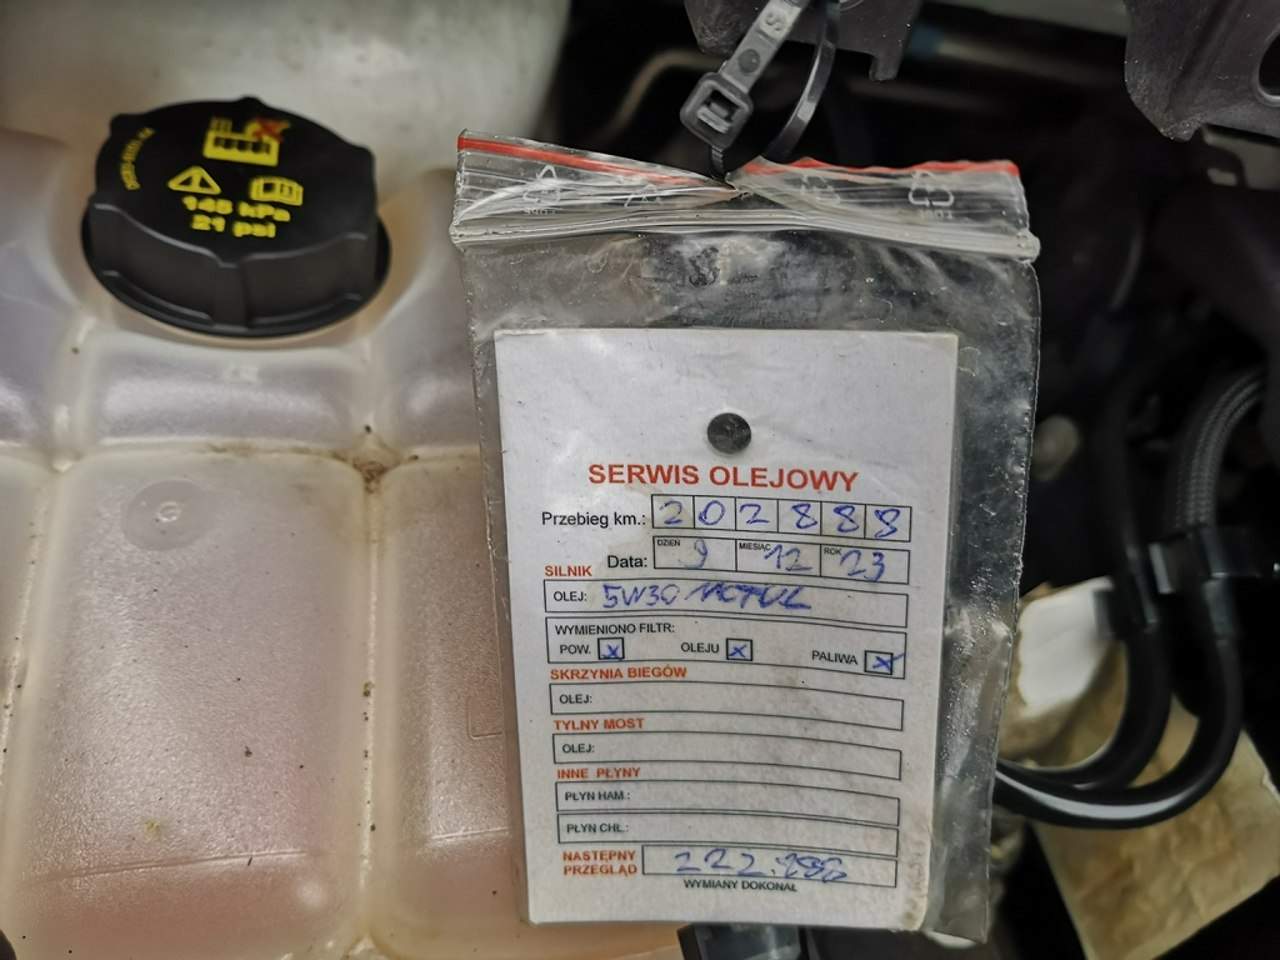 145 kPa
21 psi
SERWIS OLEJOWY
Przebieg km.: 202888
Data: DZIEŃ 9 MIESIĄC 12 ROK 23
SILNIK
OLEJ: 5W30 MOTUL
WYMIENIONO FILTR:
POW. x OLEJU x PALIWA x
SKRZYNIA BIEGÓW
OLEJ:
TYLNY MOST
OLEJ:
INNE PŁYNY
PŁYN HAM.:
PŁYN CHŁ.:
NASTĘPNY PRZEGLĄD 222.
WYMIANY DOKONAŁ